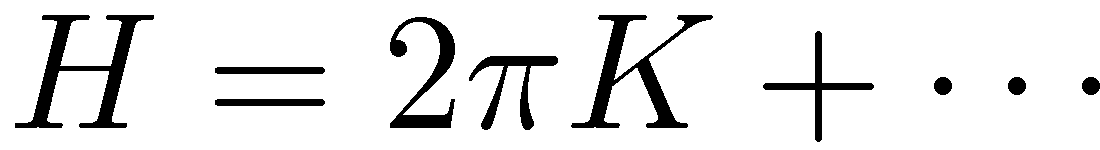 H = 2πK + ···